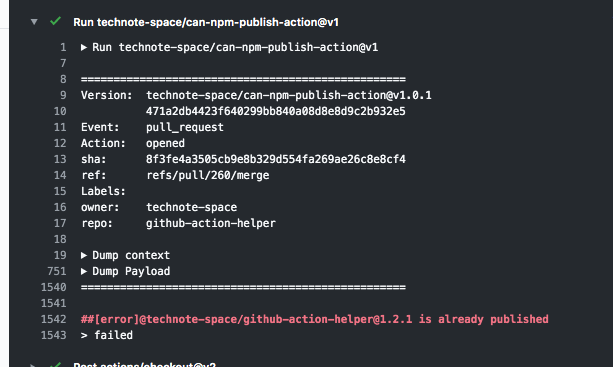 Run technote-space/can-npm-publish-action@v1
1 Run technote-space/can-npm-publish-action@v1
7
8 ==================================================
9 Version: technote-space/can-npm-publish-action@v1.0.1
10 471a2db4423f640299bb840a08d8e8d9c2b932e5
11 Event: pull_request
12 Action: opened
13 sha: 8f3fe4a3505cb9e8b329d554fa269ae26c8e8cf4
14 ref: refs/pull/260/merge
15 Labels:
16 owner: technote-space
17 repo: github-action-helper
18
19 Dump context
751 Dump Payload
1540 ==================================================
1541
1542 ##[error]@technote-space/github-action-helper@1.2.1 is already published
1543 > failed
Post actions/checkout@v2